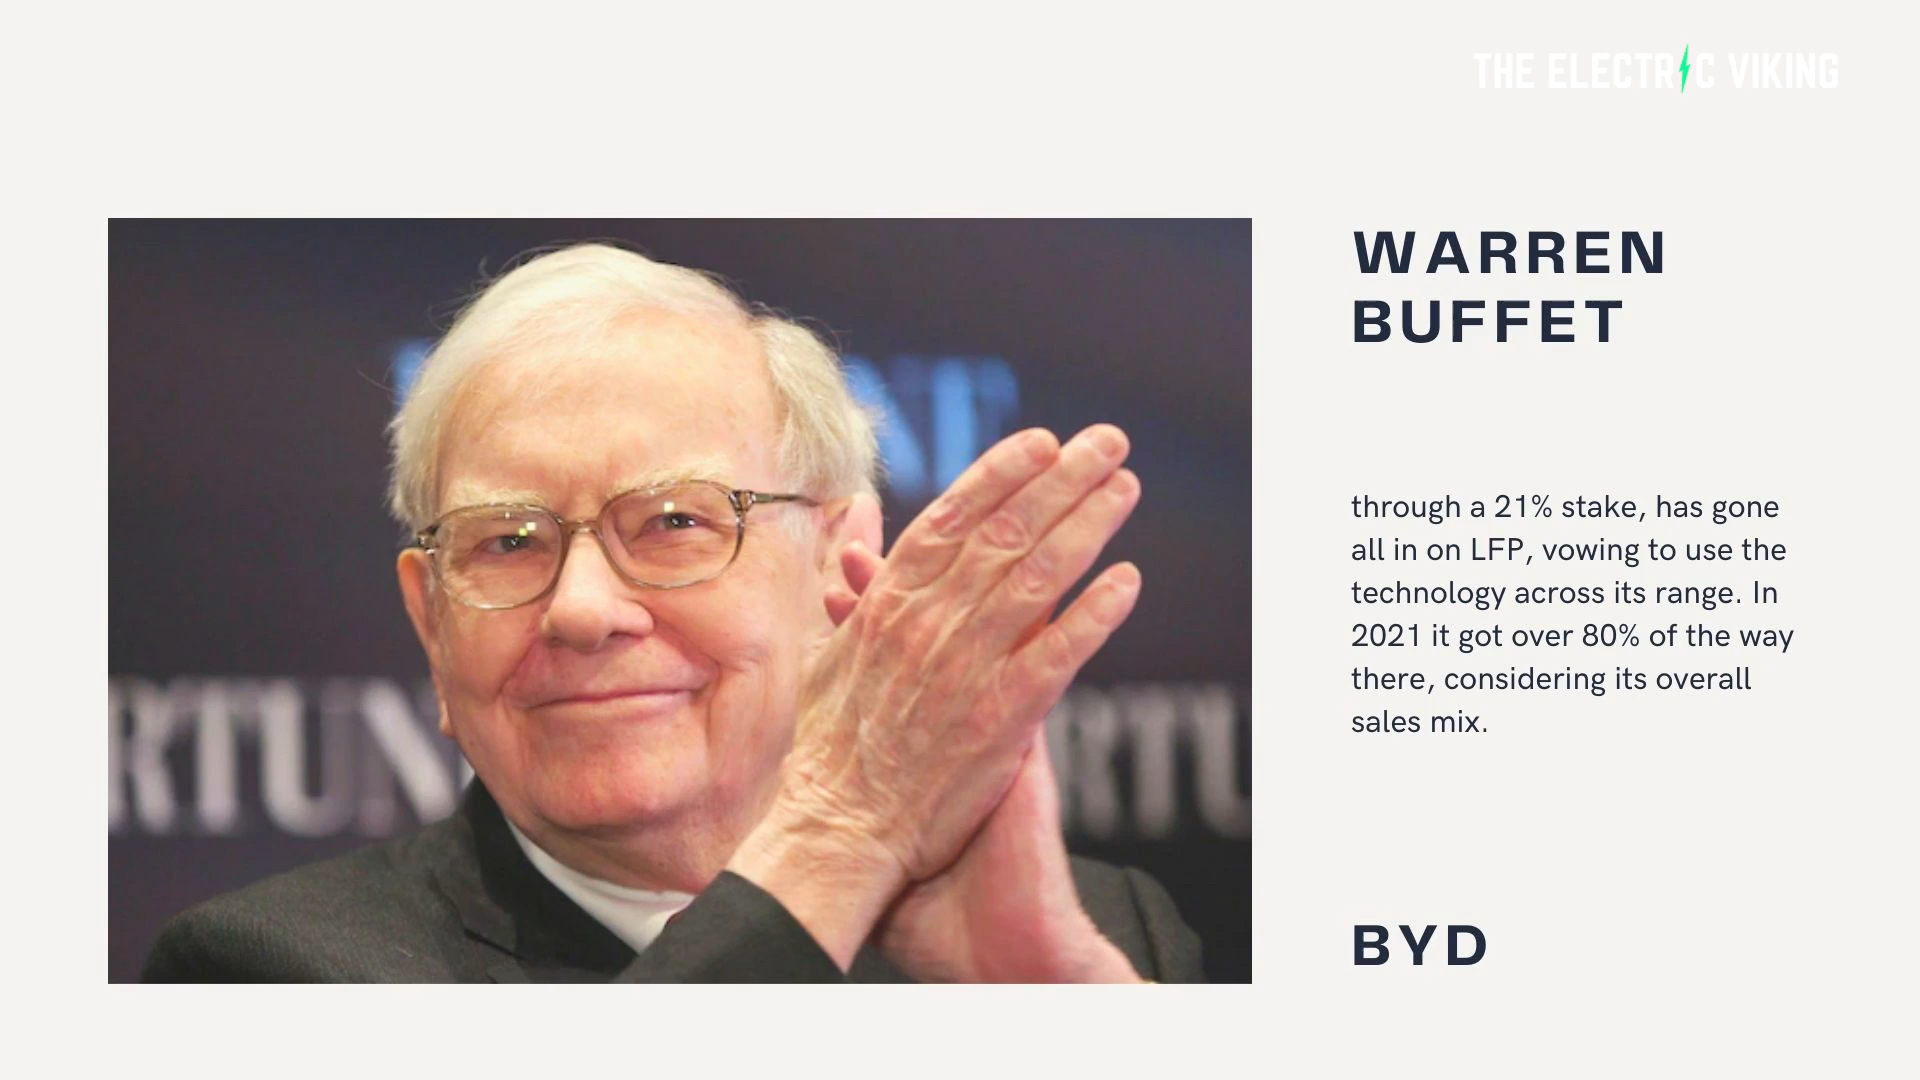 THE ELECTRIC VIKING
WARREN
BUFFET
through a 21% stake, has gone
all in on LFP, vowing to use the
technology across its range. In
2021 it got over 80% of the way
there, considering its overall
sales mix.
BYD
RTUN
RTU